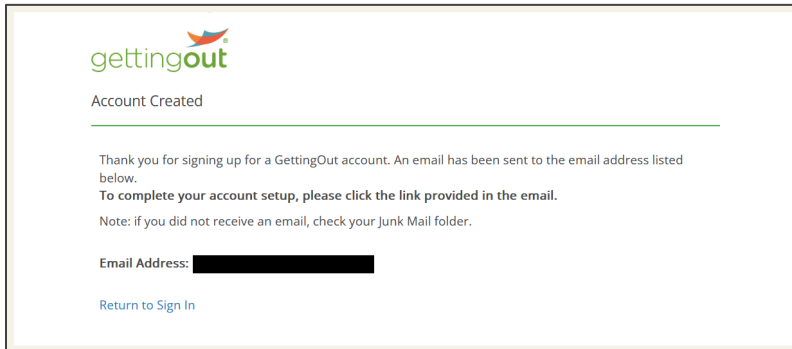 gettingout
Account Created
Thank you for signing up for a GettingOut account. An email has been sent to the email address listed
below.
To complete your account setup, please click the link provided in the email.
Note: if you did not receive an email, check your Junk Mail folder.
Email Address:
Return to Sign In